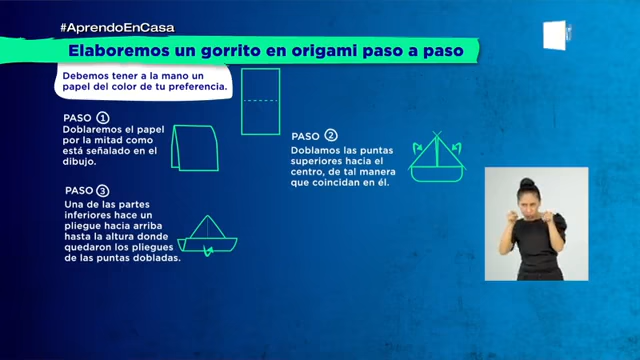 #AprendoEnCasa
Elaboremos un gorrito en origami paso a paso
Debemos tener a la mano un
papel del color de tu preferencia.
PASO 1
Doblaremos el papel
por la mitad como
está señalado en el
dibujo.
PASO 2
Doblamos las puntas
superiores hacia el
centro, de tal manera
que coincidan en él.
PASO 3
Una de las partes
inferiores hace un
pliegue hacia arriba
hasta la altura donde
quedaron los pliegues
de las puntas dobladas.